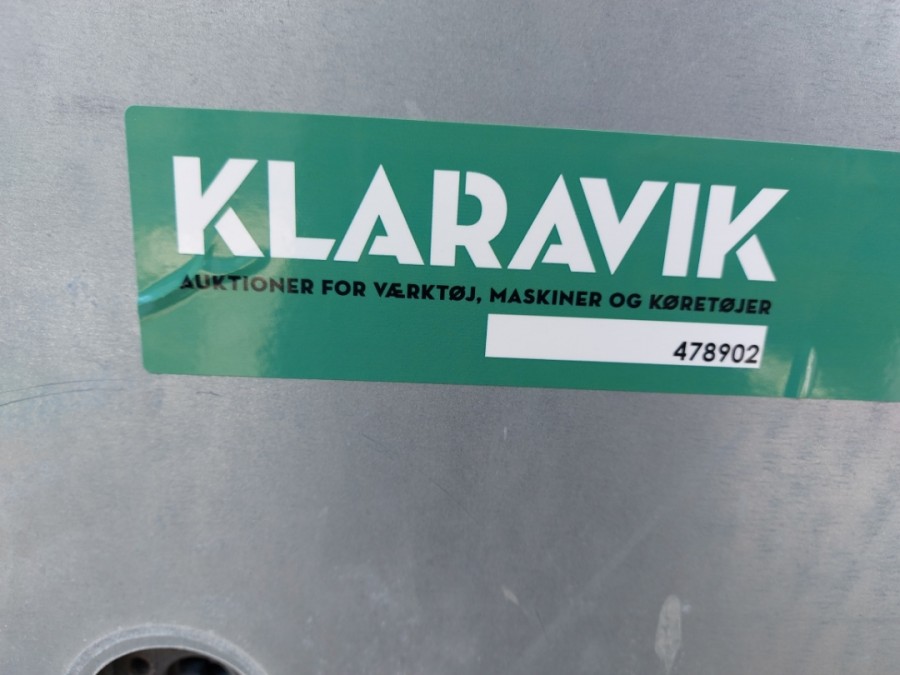 KLARAVIK
AUKTIONER FOR VÆRKTØJ, MASKINER OG KØRETØJER
478902